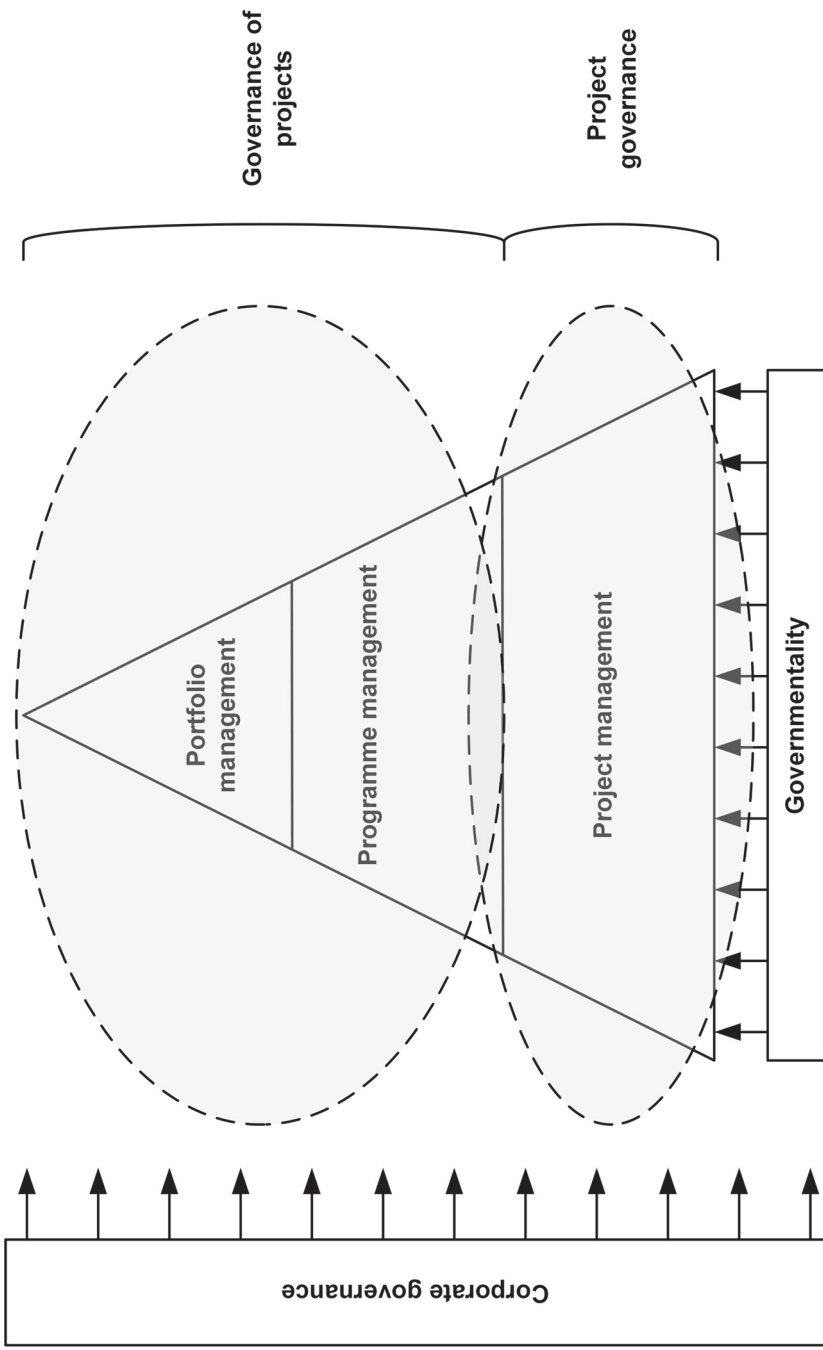 Corporate governance
Portfolio
management
Programme management
Project management
Governmentality
Governance of
projects
Project
governance